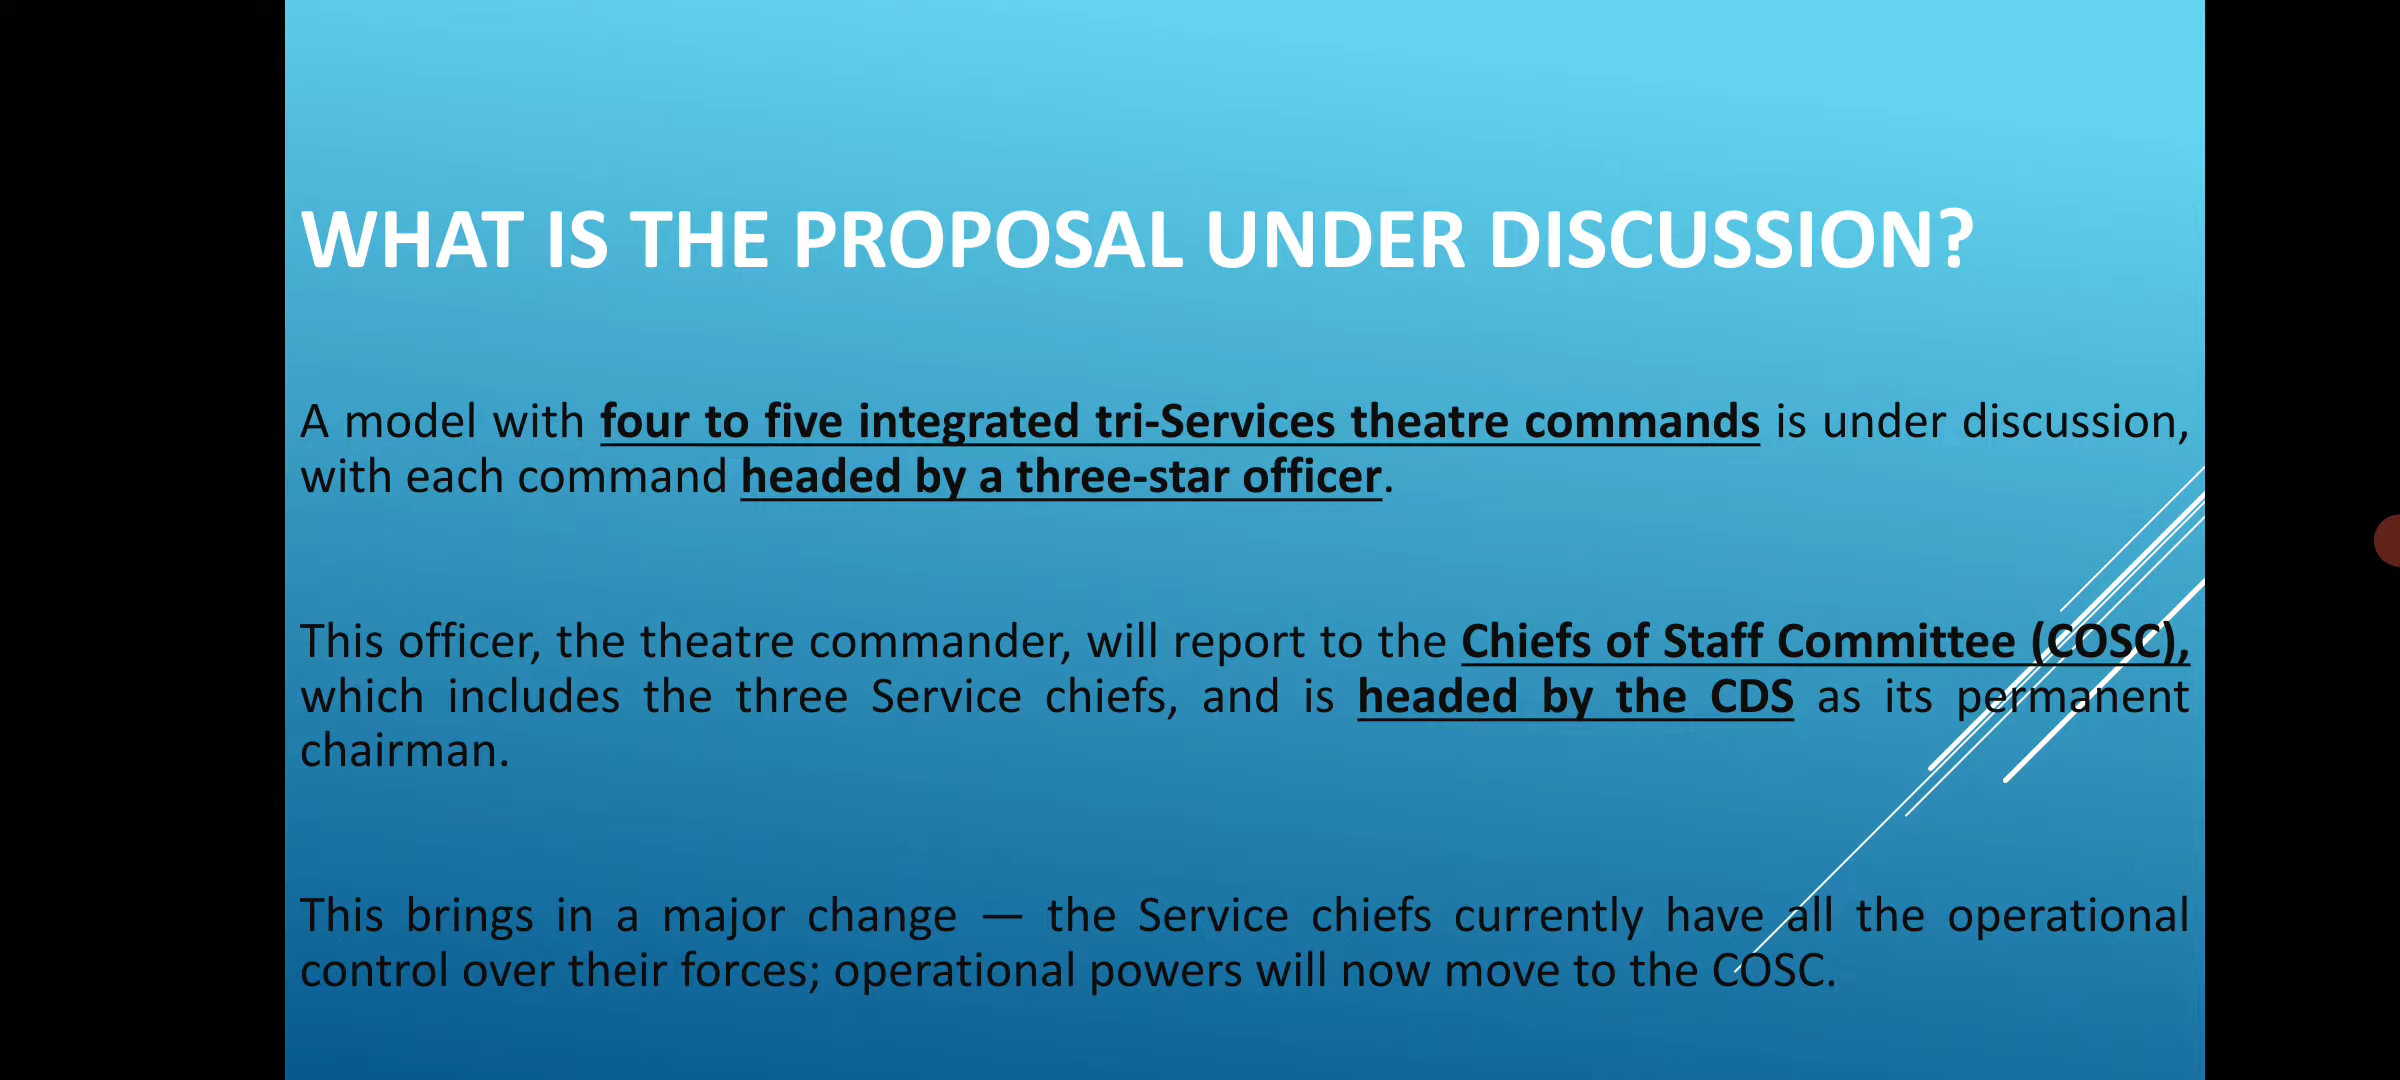 WHAT IS THE PROPOSAL UNDER DISCUSSION?
A model with four to five integrated tri-Services theatre commands is under discussion,
with each command headed by a three-star officer.
This officer, the theatre commander, will report to the Chiefs of Staff Committee (COSC),
which includes the three Service chiefs, and is headed by the CDS as its permanent
chairman.
This brings in a major change — the Service chiefs currently have all the operational
control over their forces; operational powers will now move to the COSC.